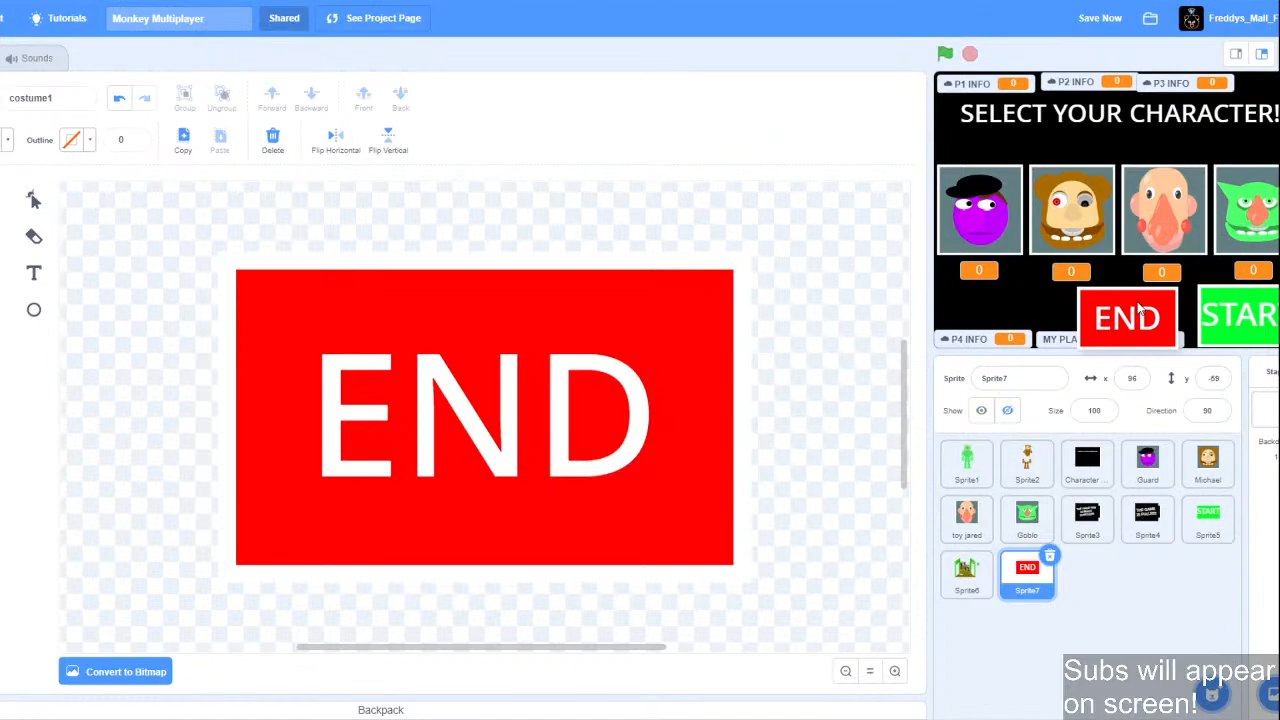 Tutorials
Monkey Multiplayer
Shared
See Project Page
Save Now
Freddys_Mall_F
Sounds
costume1
Group
Ungroup
Forward
Backward
Front
Back
Outline
0
Copy
Paste
Delete
Flip Horizontal
Flip Vertical
END
P1 INFO 0
P2 INFO 0
P3 INFO 0
SELECT YOUR CHARACTER!
0
0
0
0
END
STAR
P4 INFO 0
MY PLA
Sprite
Sprite7
x
96
y
-59
Show
Size
100
Direction
90
Sprite1
Sprite2
Character ...
Guard
Michael
toy jared
Goblo
Sprite3
Sprite4
START
Sprite5
Sprite6
END
Sprite7
Convert to Bitmap
Backpack
Subs will appear
on screen!